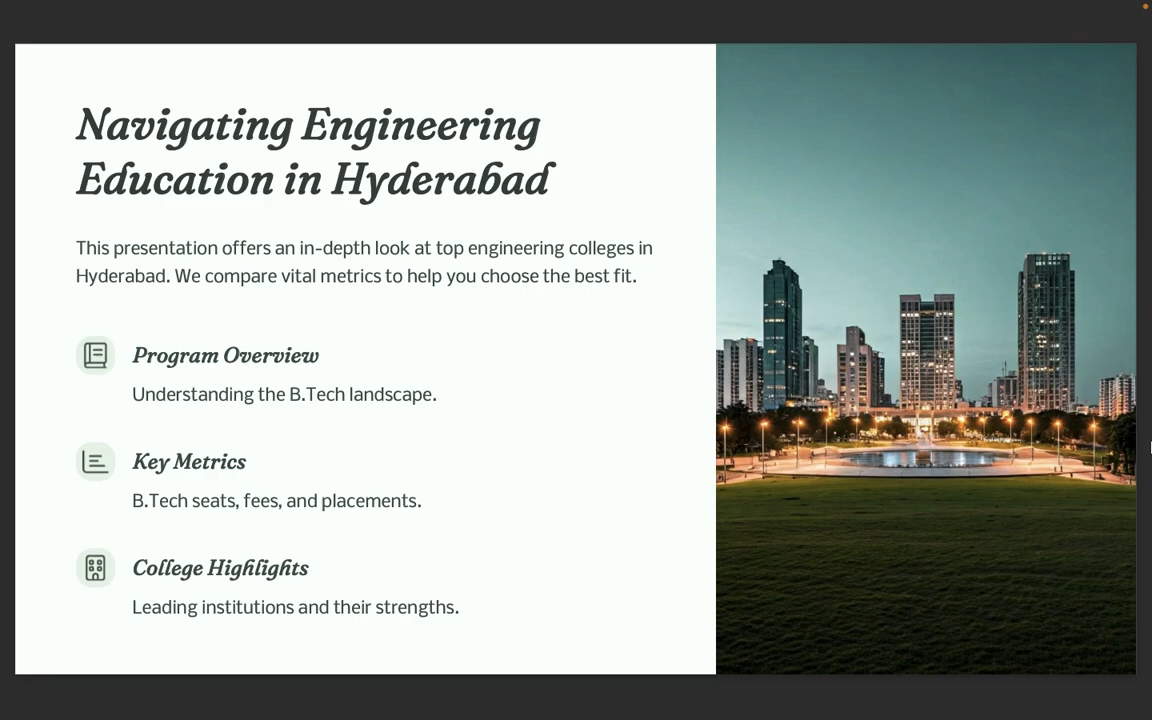 Navigating Engineering
Education in Hyderabad
This presentation offers an in-depth look at top engineering colleges in
Hyderabad. We compare vital metrics to help you choose the best fit.
Program Overview
Understanding the B.Tech landscape.
Key Metrics
B.Tech seats, fees, and placements.
College Highlights
Leading institutions and their strengths.